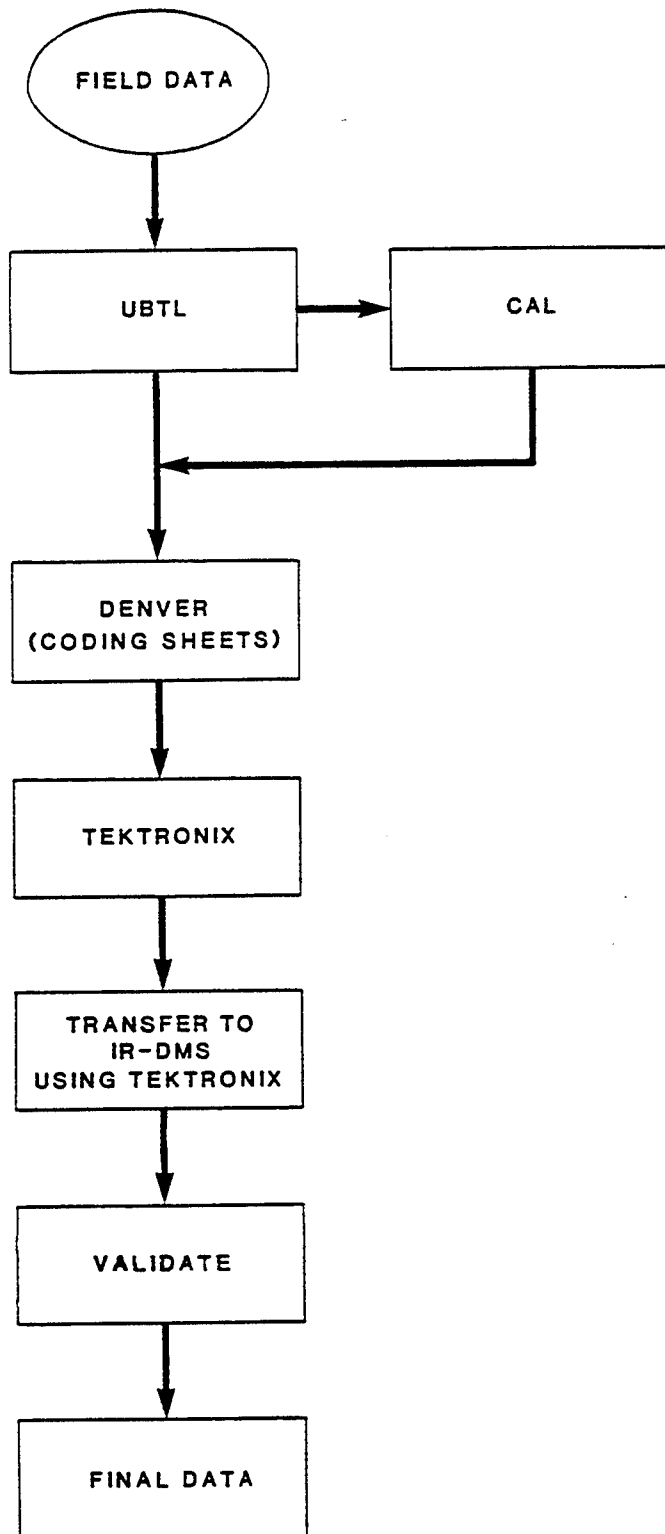 FIELD DATA
UBTL
CAL
DENVER
(CODING SHEETS)
TEKTRONIX
TRANSFER TO
IR-DMS
USING TEKTRONIX
VALIDATE
FINAL DATA